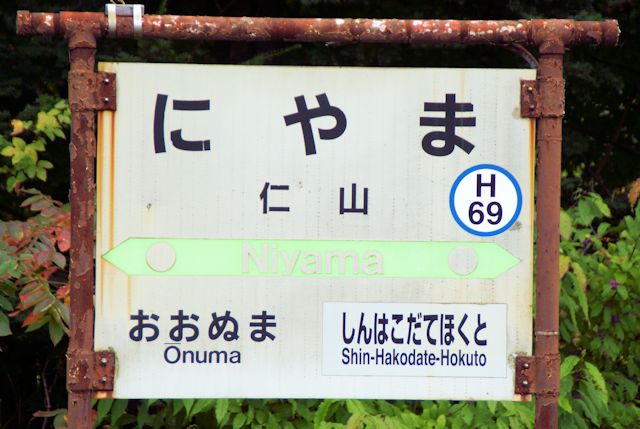 にやま
仁山
H
69
Niyama
おおぬま
Ōnuma
しんはこだてほくと
Shin-Hakodate-Hokuto